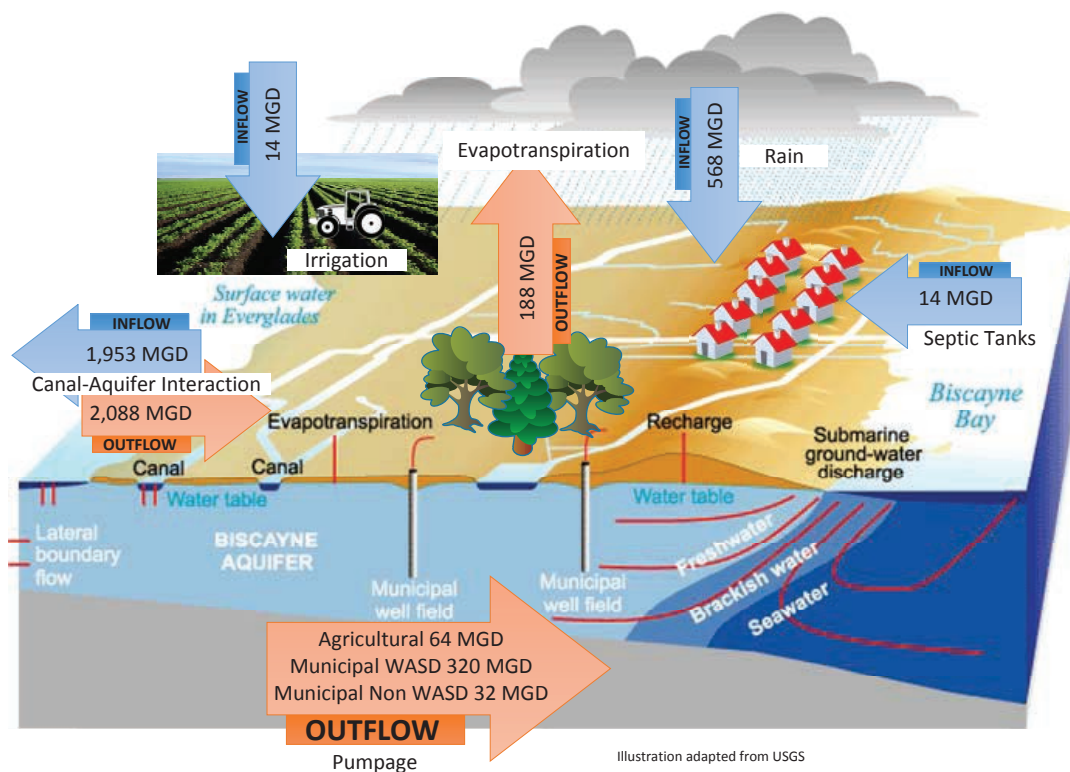 INFLOW
14 MGD
Irrigation
Evapotranspiration
188 MGD
OUTFLOW
INFLOW
568 MGD
Rain
INFLOW
14 MGD
Septic Tanks
Surface water
in Everglades
INFLOW
1,953 MGD
Canal-Aquifer Interaction
2,088 MGD
OUTFLOW
Biscayne
Bay
Evapotranspiration
Recharge
Submarine
ground-water
discharge
Canal
Canal
Water table
Water table
Lateral
boundary
flow
BISCAYNE
AQUIFER
Municipal
well field
Municipal
well field
Freshwater
Brackish water
Seawater
Agricultural 64 MGD
Municipal WASD 320 MGD
Municipal Non WASD 32 MGD
OUTFLOW
Pumpage
Illustration adapted from USGS